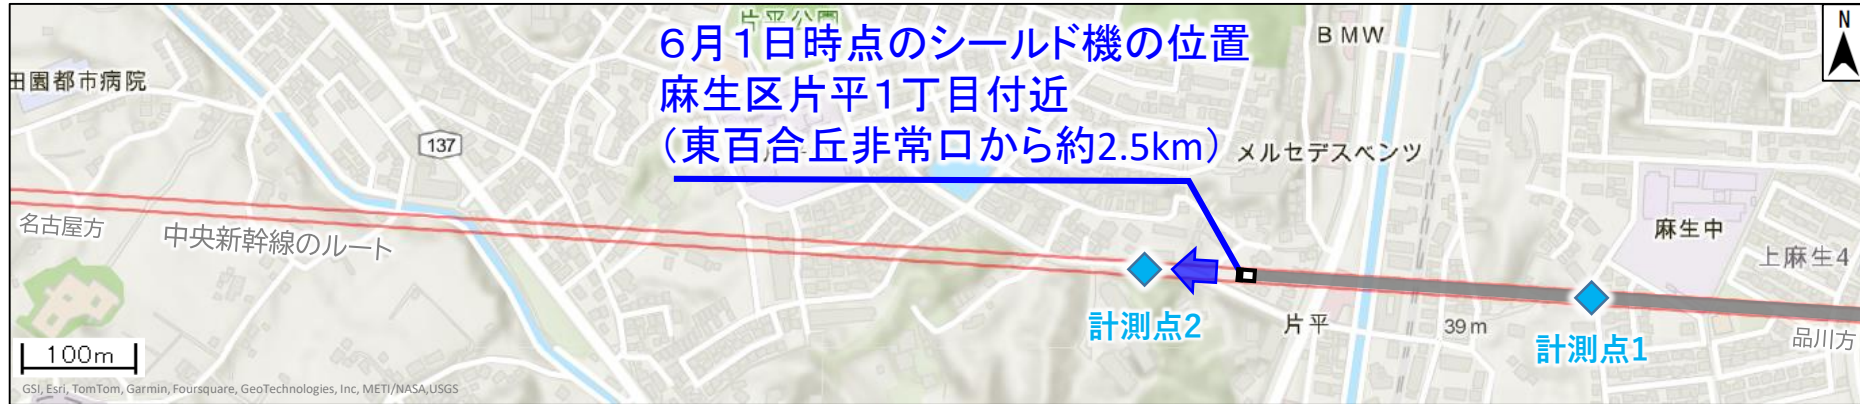 片平公園
6月1日時点のシールド機の位置
麻生区片平1丁目付近
（東百合丘非常口から約2.5km）
BMW
N
田園都市病院
137
メルセデスベンツ
麻生中
上麻生4
名古屋方
中央新幹線のルート
計測点2
片平
39m
計測点1
品川方
100m
GSI, Esri, TomTom, Garmin, Foursquare, GeoTechnologies, Inc, METI/NASA,USGS